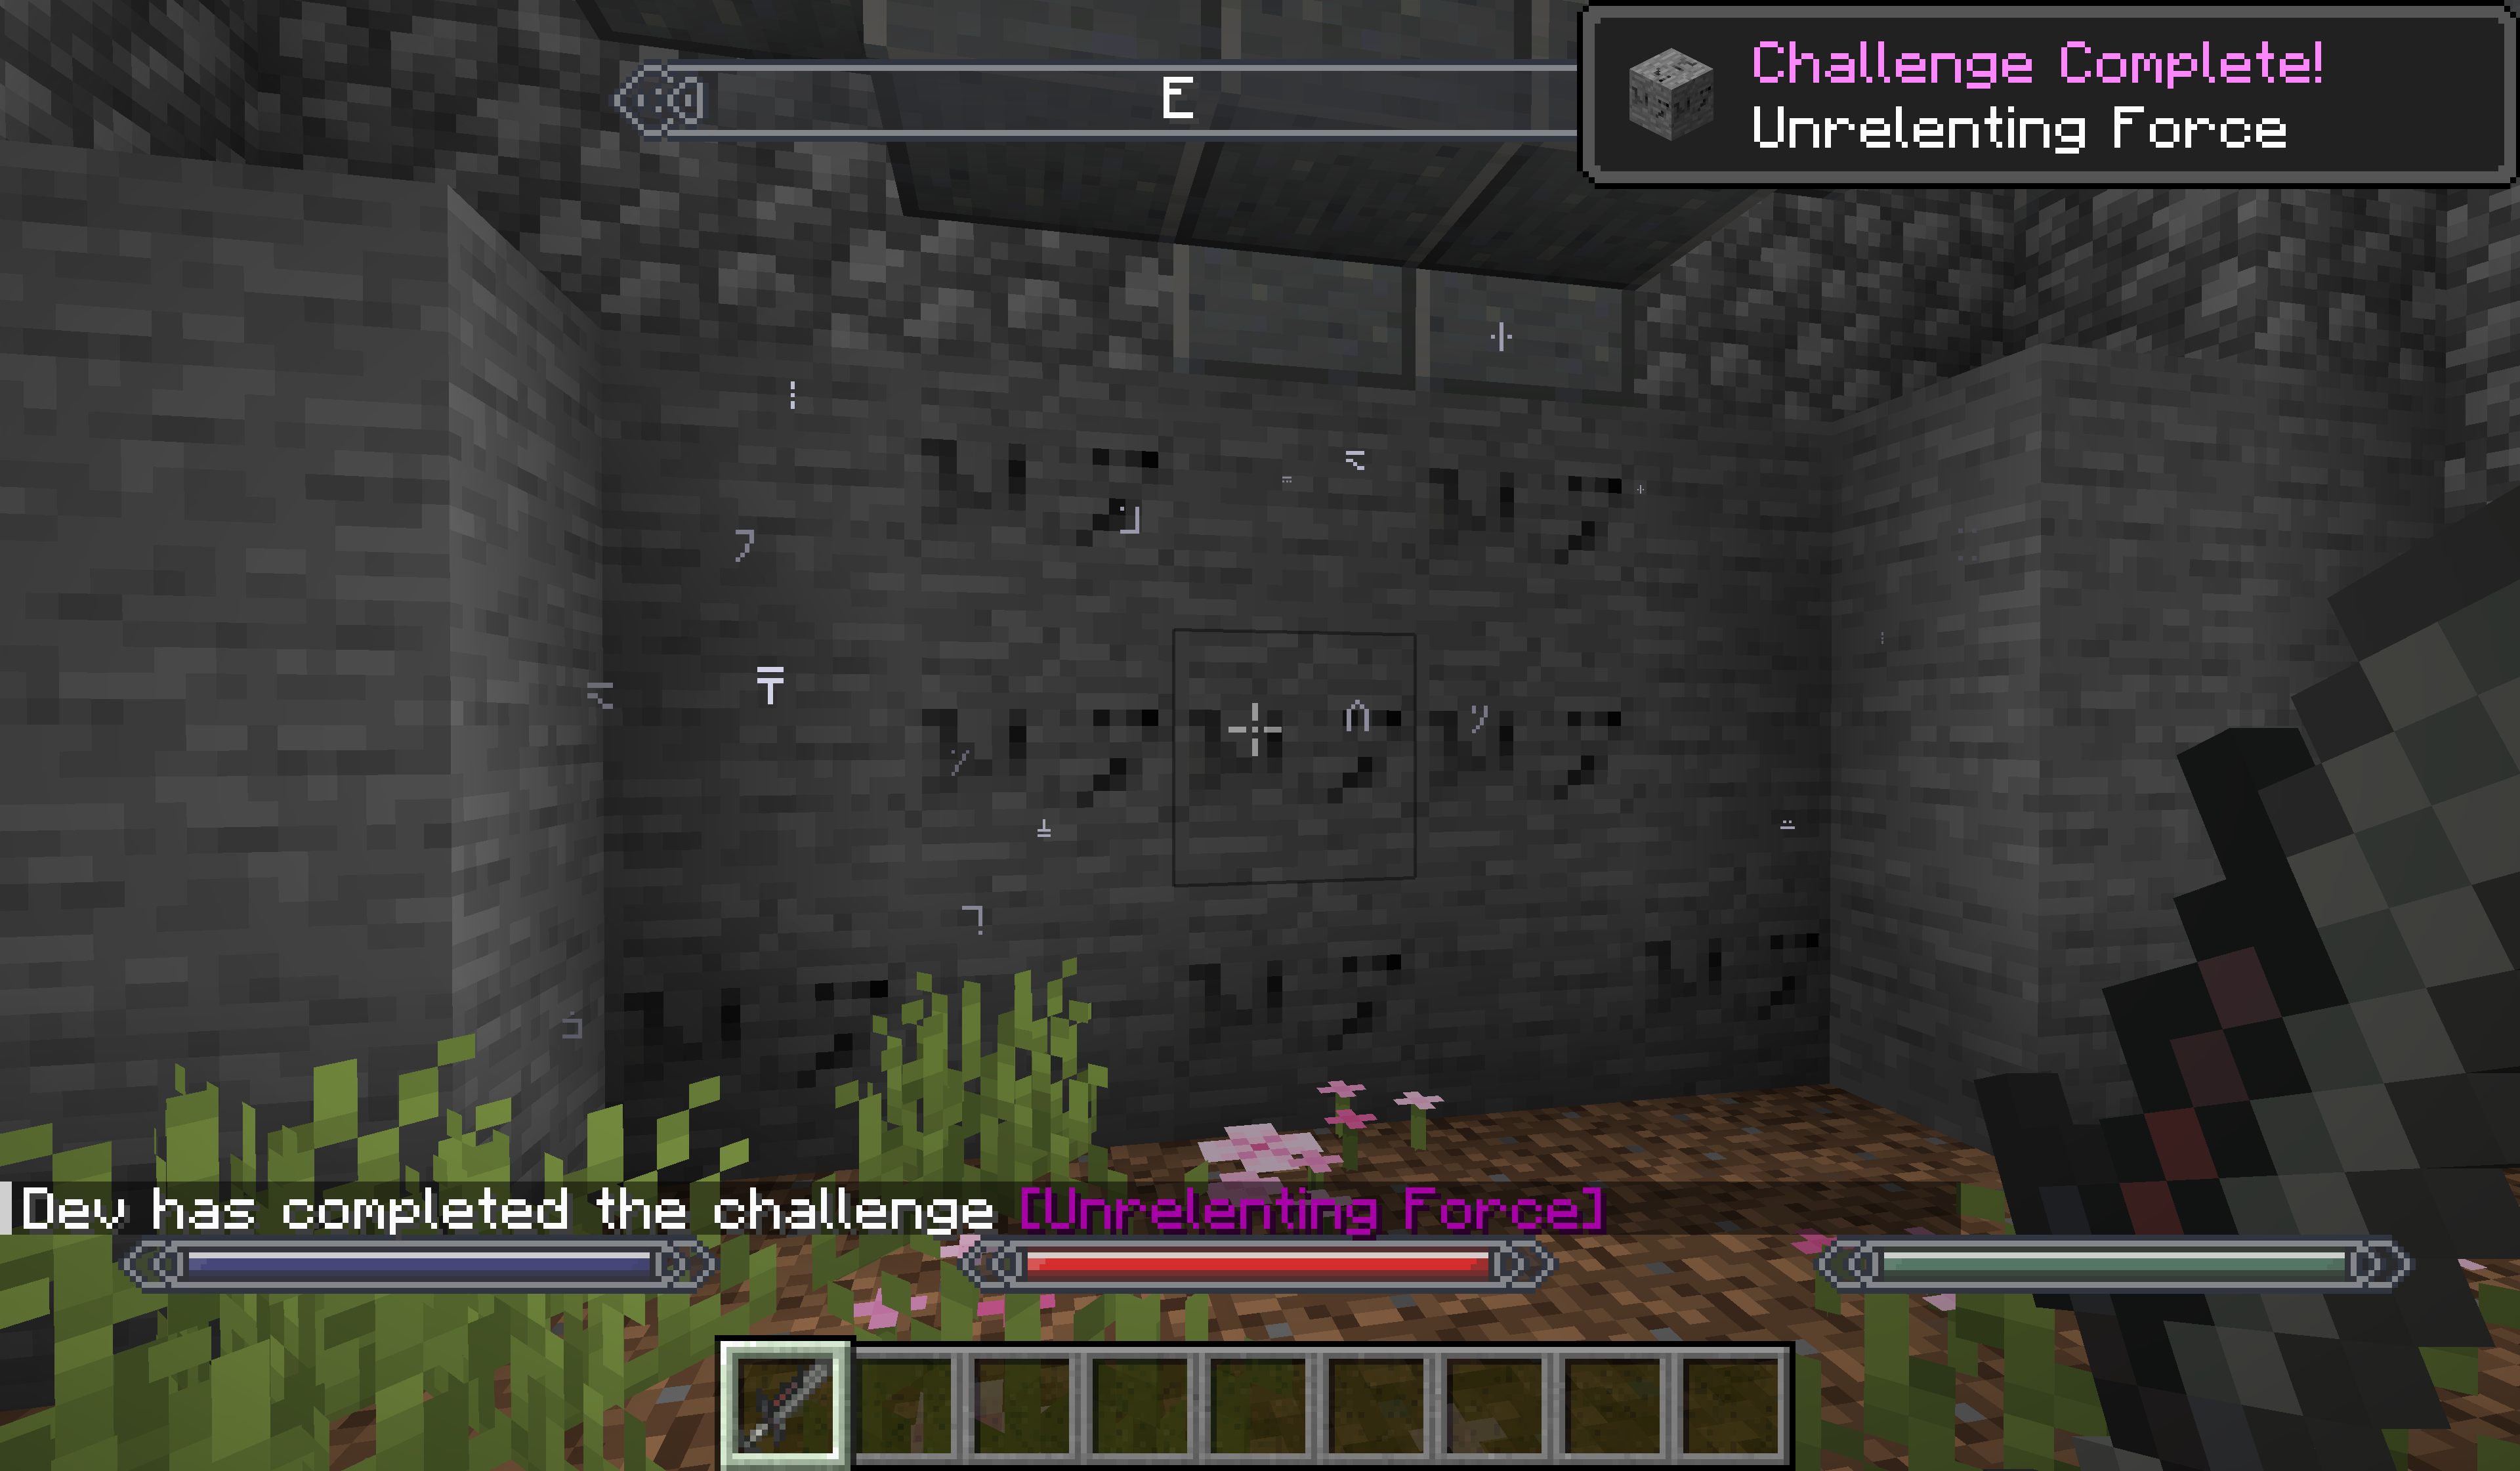 E
Challenge Complete!
Unrelenting Force
Dev has completed the challenge [Unrelenting Force]